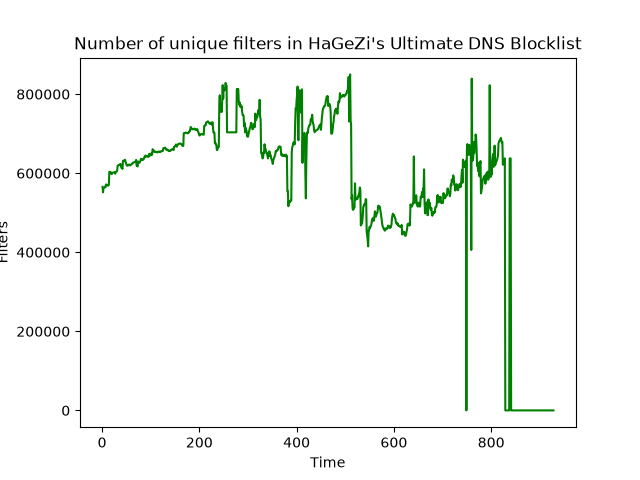 Number of unique filters in HaGeZi's Ultimate DNS Blocklist
800000
600000
400000
200000
0
Filters
0 200 400 600 800
Time